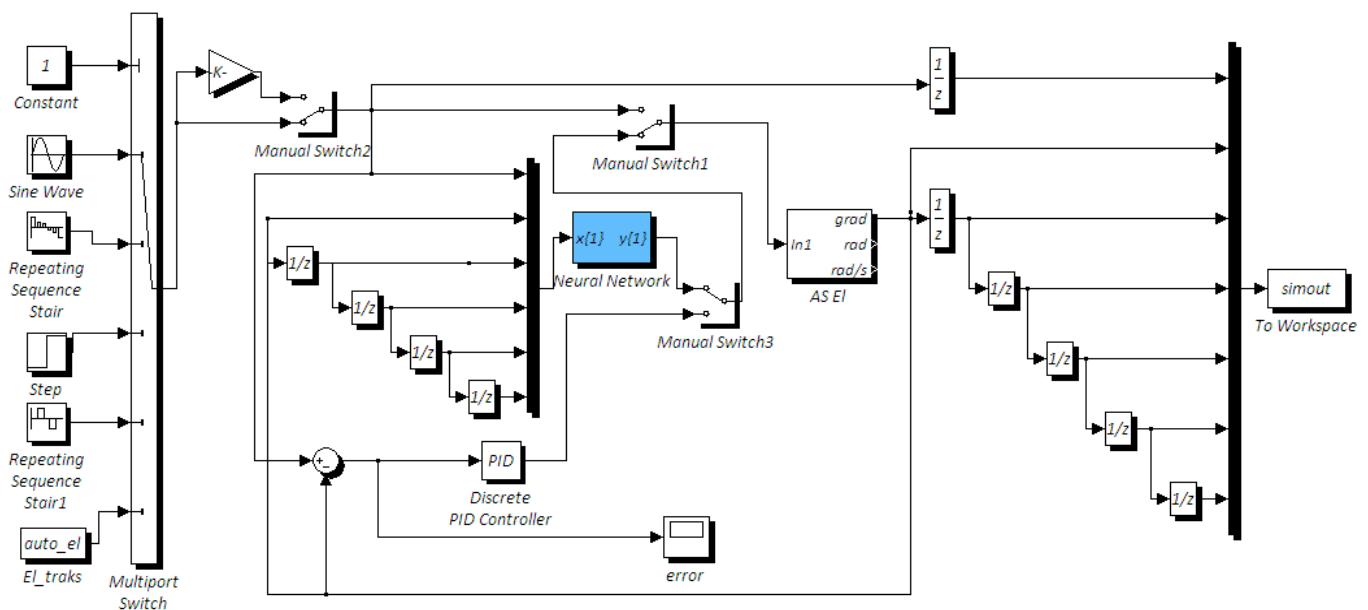 1
Constant
Sine Wave
Repeating
Sequence
Stair
Step
Repeating
Sequence
Stair1
auto_el
El_traks
Multiport
Switch
-K-
Manual Switch2
1/z
1/z
1/z
1/z
+
-
x{1} y{1}
Neural Network
PID
Discrete
PID Controller
error
Manual Switch1
Manual Switch3
In1
grad
rad
rad/s
AS El
1
z
1
z
1/z
1/z
1/z
1/z
simout
To Workspace